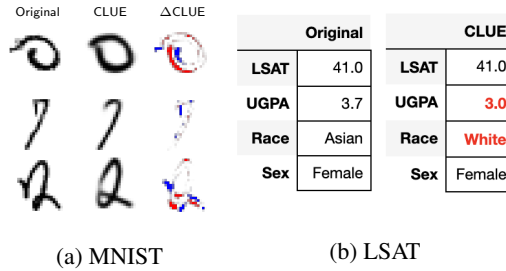 Original CLUE ΔCLUE
(a) MNIST
Original
LSAT 41.0
UGPA 3.7
Race Asian
Sex Female
CLUE
LSAT 41.0
UGPA 3.0
Race White
Sex Female
(b) LSAT